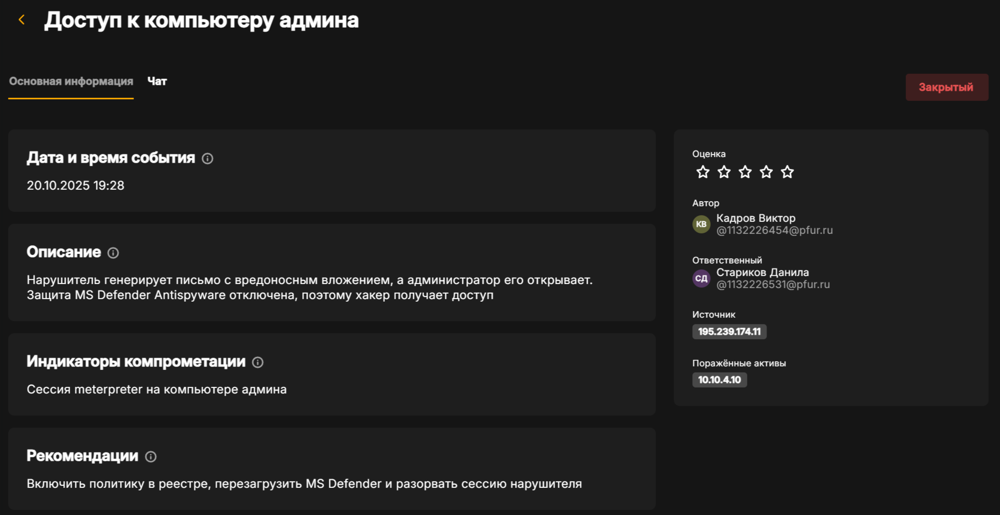 Доступ к компьютеру админа
Основная информация
Чат
Закрытый
Дата и время события
20.10.2025 19:28
Описание
Нарушитель генерирует письмо с вредоносным вложением, а администратор его открывает.
Защита MS Defender Antispyware отключена, поэтому хакер получает доступ
Индикаторы компрометации
Сессия meterpreter на компьютере админа
Рекомендации
Включить политику в реестре, перезагрузить MS Defender и разорвать сессию нарушителя
Оценка
Автор
КВ
Кадров Виктор
@1132226454@pfur.ru
Ответственный
СД
Стариков Данила
@1132226531@pfur.ru
Источник
195.239.174.11
Поражённые активы
10.10.4.10